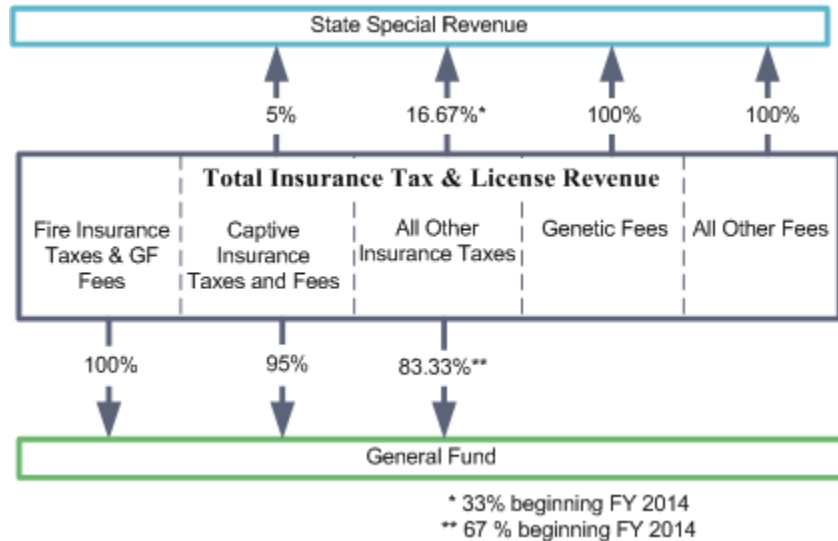 State Special Revenue
5%
16.67%*
100%
100%
Total Insurance Tax & License Revenue
Fire Insurance
Taxes & GF
Fees
Captive
Insurance
Taxes and Fees
All Other
Insurance Taxes
Genetic Fees
All Other Fees
100%
95%
83.33%**
General Fund
* 33% beginning FY 2014
** 67 % beginning FY 2014